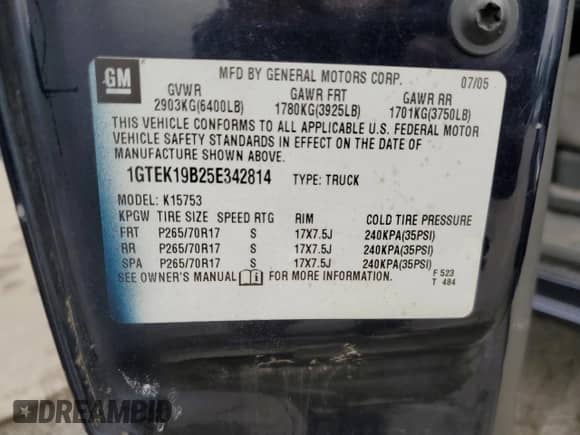 GM
MFD BY GENERAL MOTORS CORP. 07/05
GVWR GAWR FRT GAWR RR
2903KG(6400LB) 1780KG(3925LB) 1701KG(3750LB)
THIS VEHICLE CONFORMS TO ALL APPLICABLE U.S. FEDERAL MOTOR
VEHICLE SAFETY STANDARDS IN EFFECT ON THE DATE OF
MANUFACTURE SHOWN ABOVE.
1GTEK19B25E342814 TYPE: TRUCK
MODEL: K15753
KPGW TIRE SIZE SPEED RTG RIM COLD TIRE PRESSURE
FRT P265/70R17 S 17X7.5J 240KPA(35PSI)
RR P265/70R17 S 17X7.5J 240KPA(35PSI)
SPA P265/70R17 S 17X7.5J 240KPA(35PSI)
SEE OWNER'S MANUAL FOR MORE INFORMATION. F 523
T 484
DREAMBID